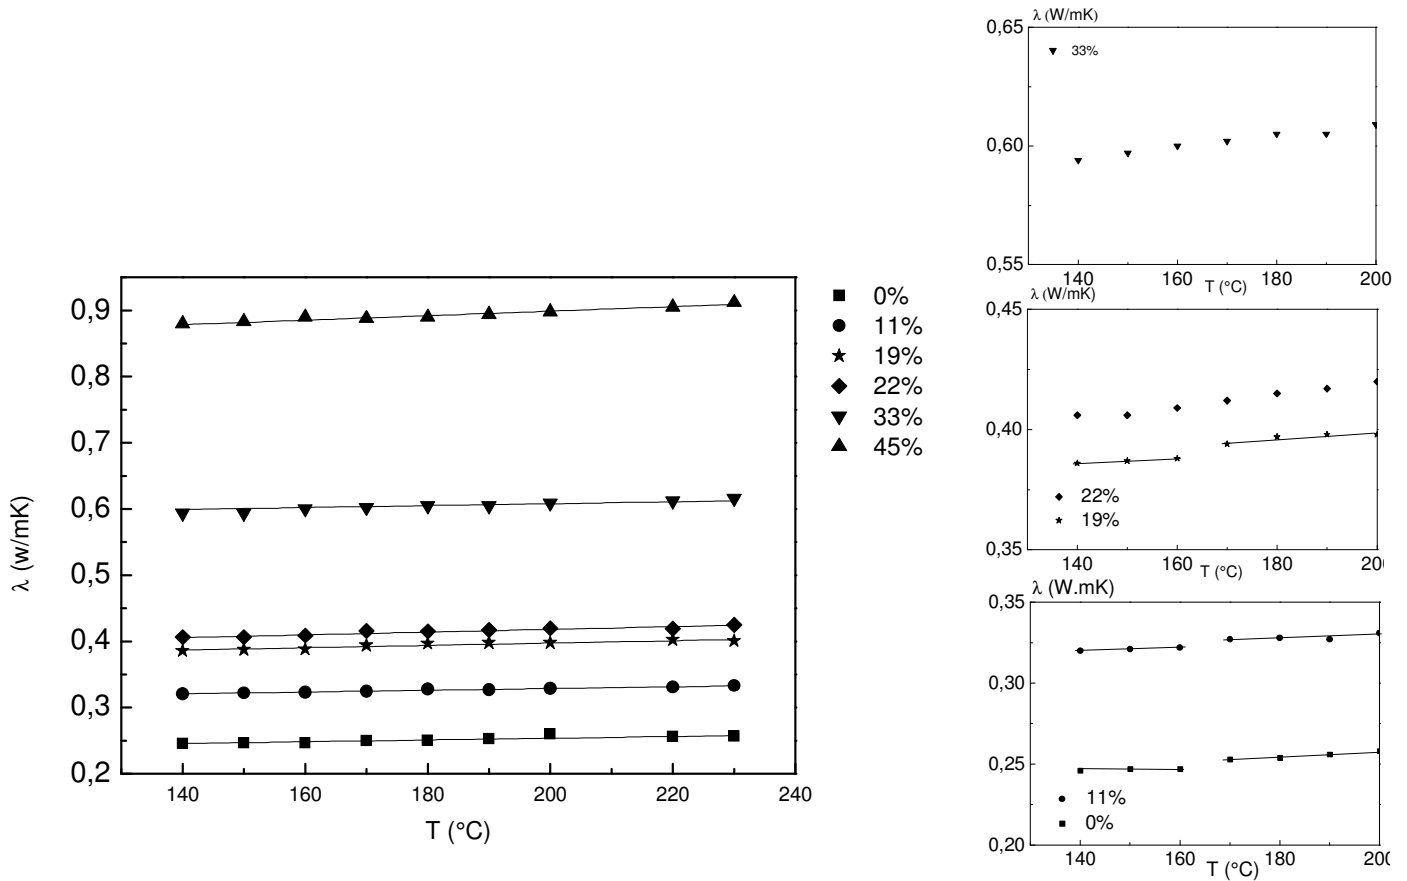 0,9
0,8
0,7
0,6
0,5
0,4
0,3
0,2
λ (w/mK)
140 160 180 200 220 240
T (°C)
0%
11%
19%
22%
33%
45%
λ (W/mK)
0,65
33%
0,60
0,55
140 160 180 200
T (°C)
λ (W/mK)
0,45
0,40
22%
19%
0,35
140 160 180 200
T (°C)
λ (W.mK)
0,35
0,30
0,25
11%
0%
0,20
140 160 180 200
T (°C)